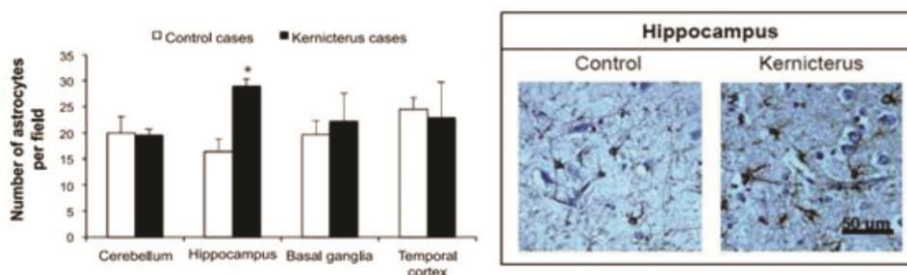 □ Control cases ■ Kernicterus cases
Number of astrocytes
per field
35
30
25
20
15
10
5
0
*
Cerebellum Hippocampus Basal ganglia Temporal
cortex
Hippocampus
Control Kernicterus
50 um